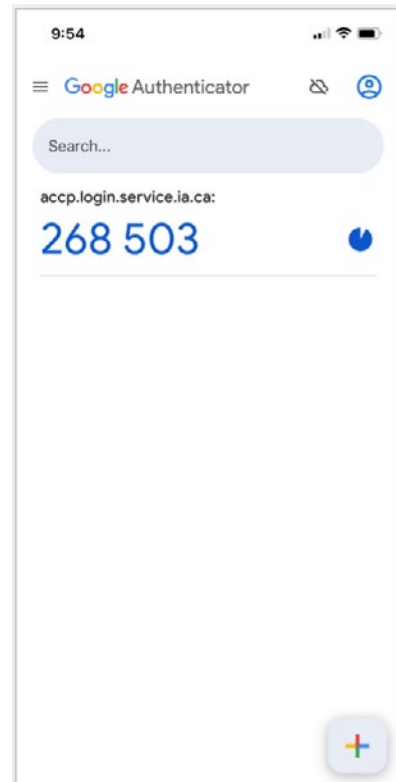 9:54
Google Authenticator
Search...
accp.login.service.ia.ca:
268 503